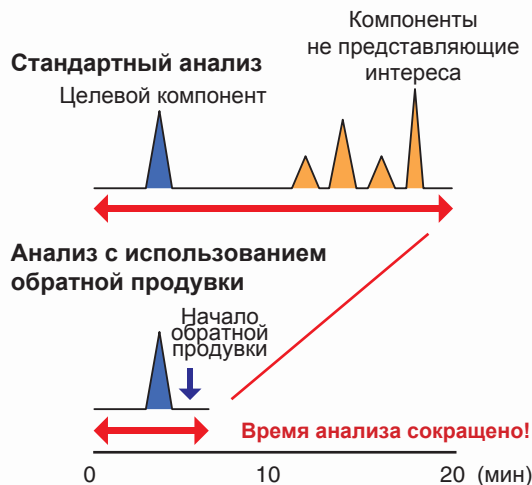 Компоненты
не представляющие
интереса
Стандартный анализ
Целевой компонент
Анализ с использованием
обратной продувки
Начало
обратной
продувки
Время анализа сокращено!
0 10 20 (мин)